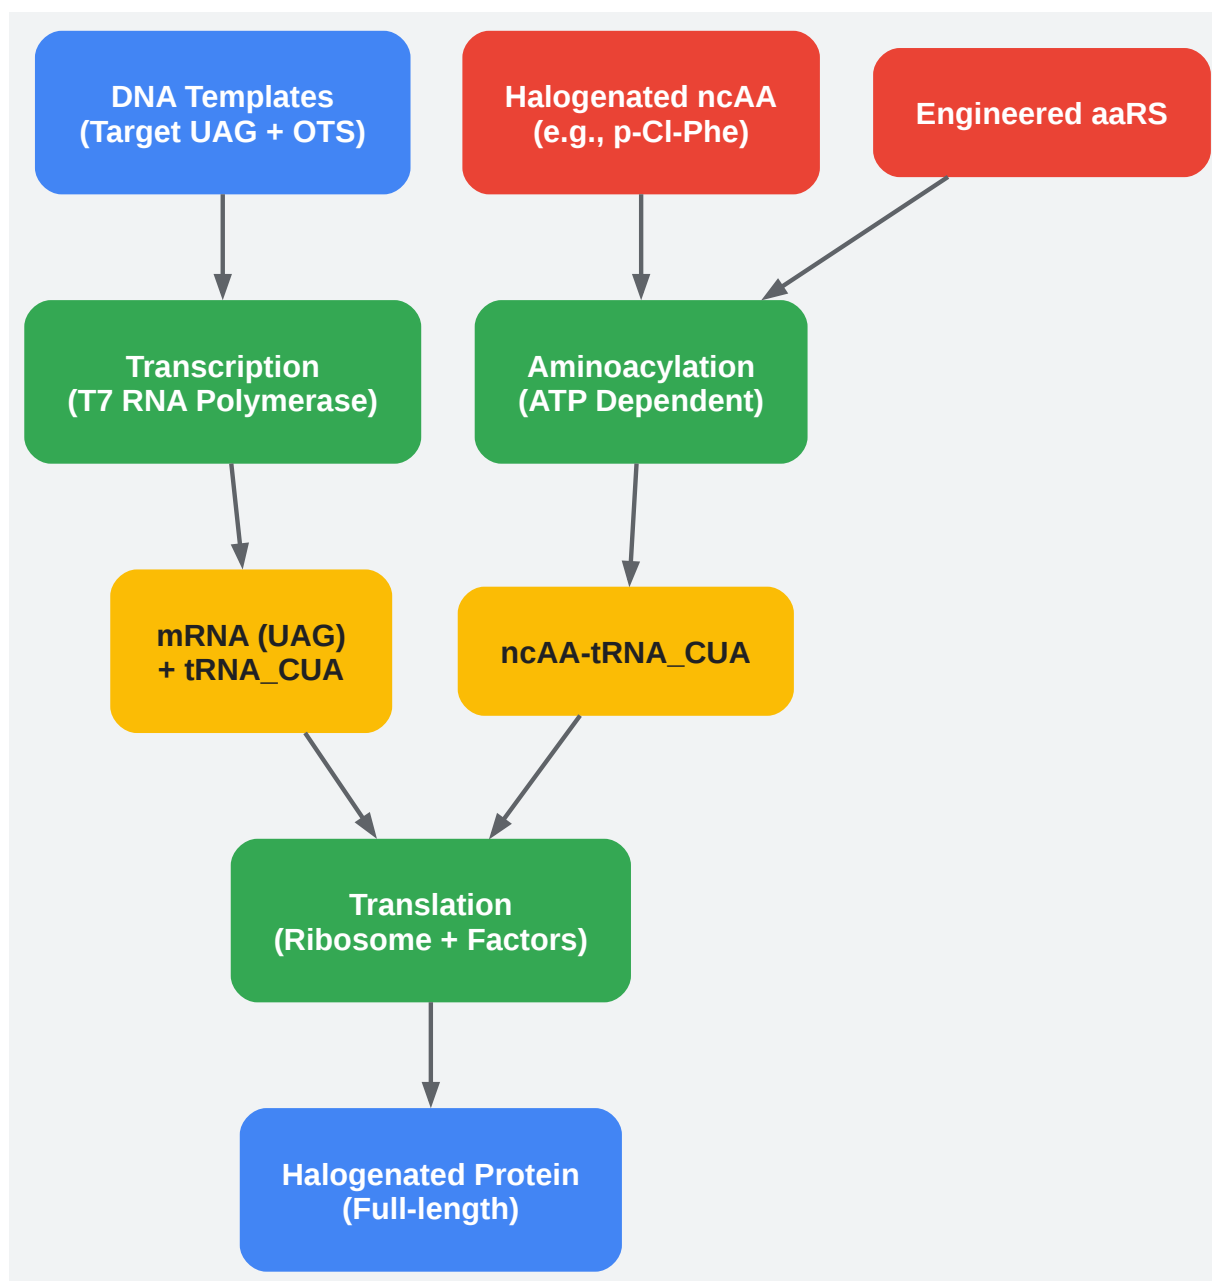 DNA Templates
(Target UAG + OTS)
Halogenated ncAA
(e.g., p-Cl-Phe)
Engineered aaRS
Transcription
(T7 RNA Polymerase)
Aminoacylation
(ATP Dependent)
mRNA (UAG)
+ tRNA_CUA
ncAA-tRNA_CUA
Translation
(Ribosome + Factors)
Halogenated Protein
(Full-length)